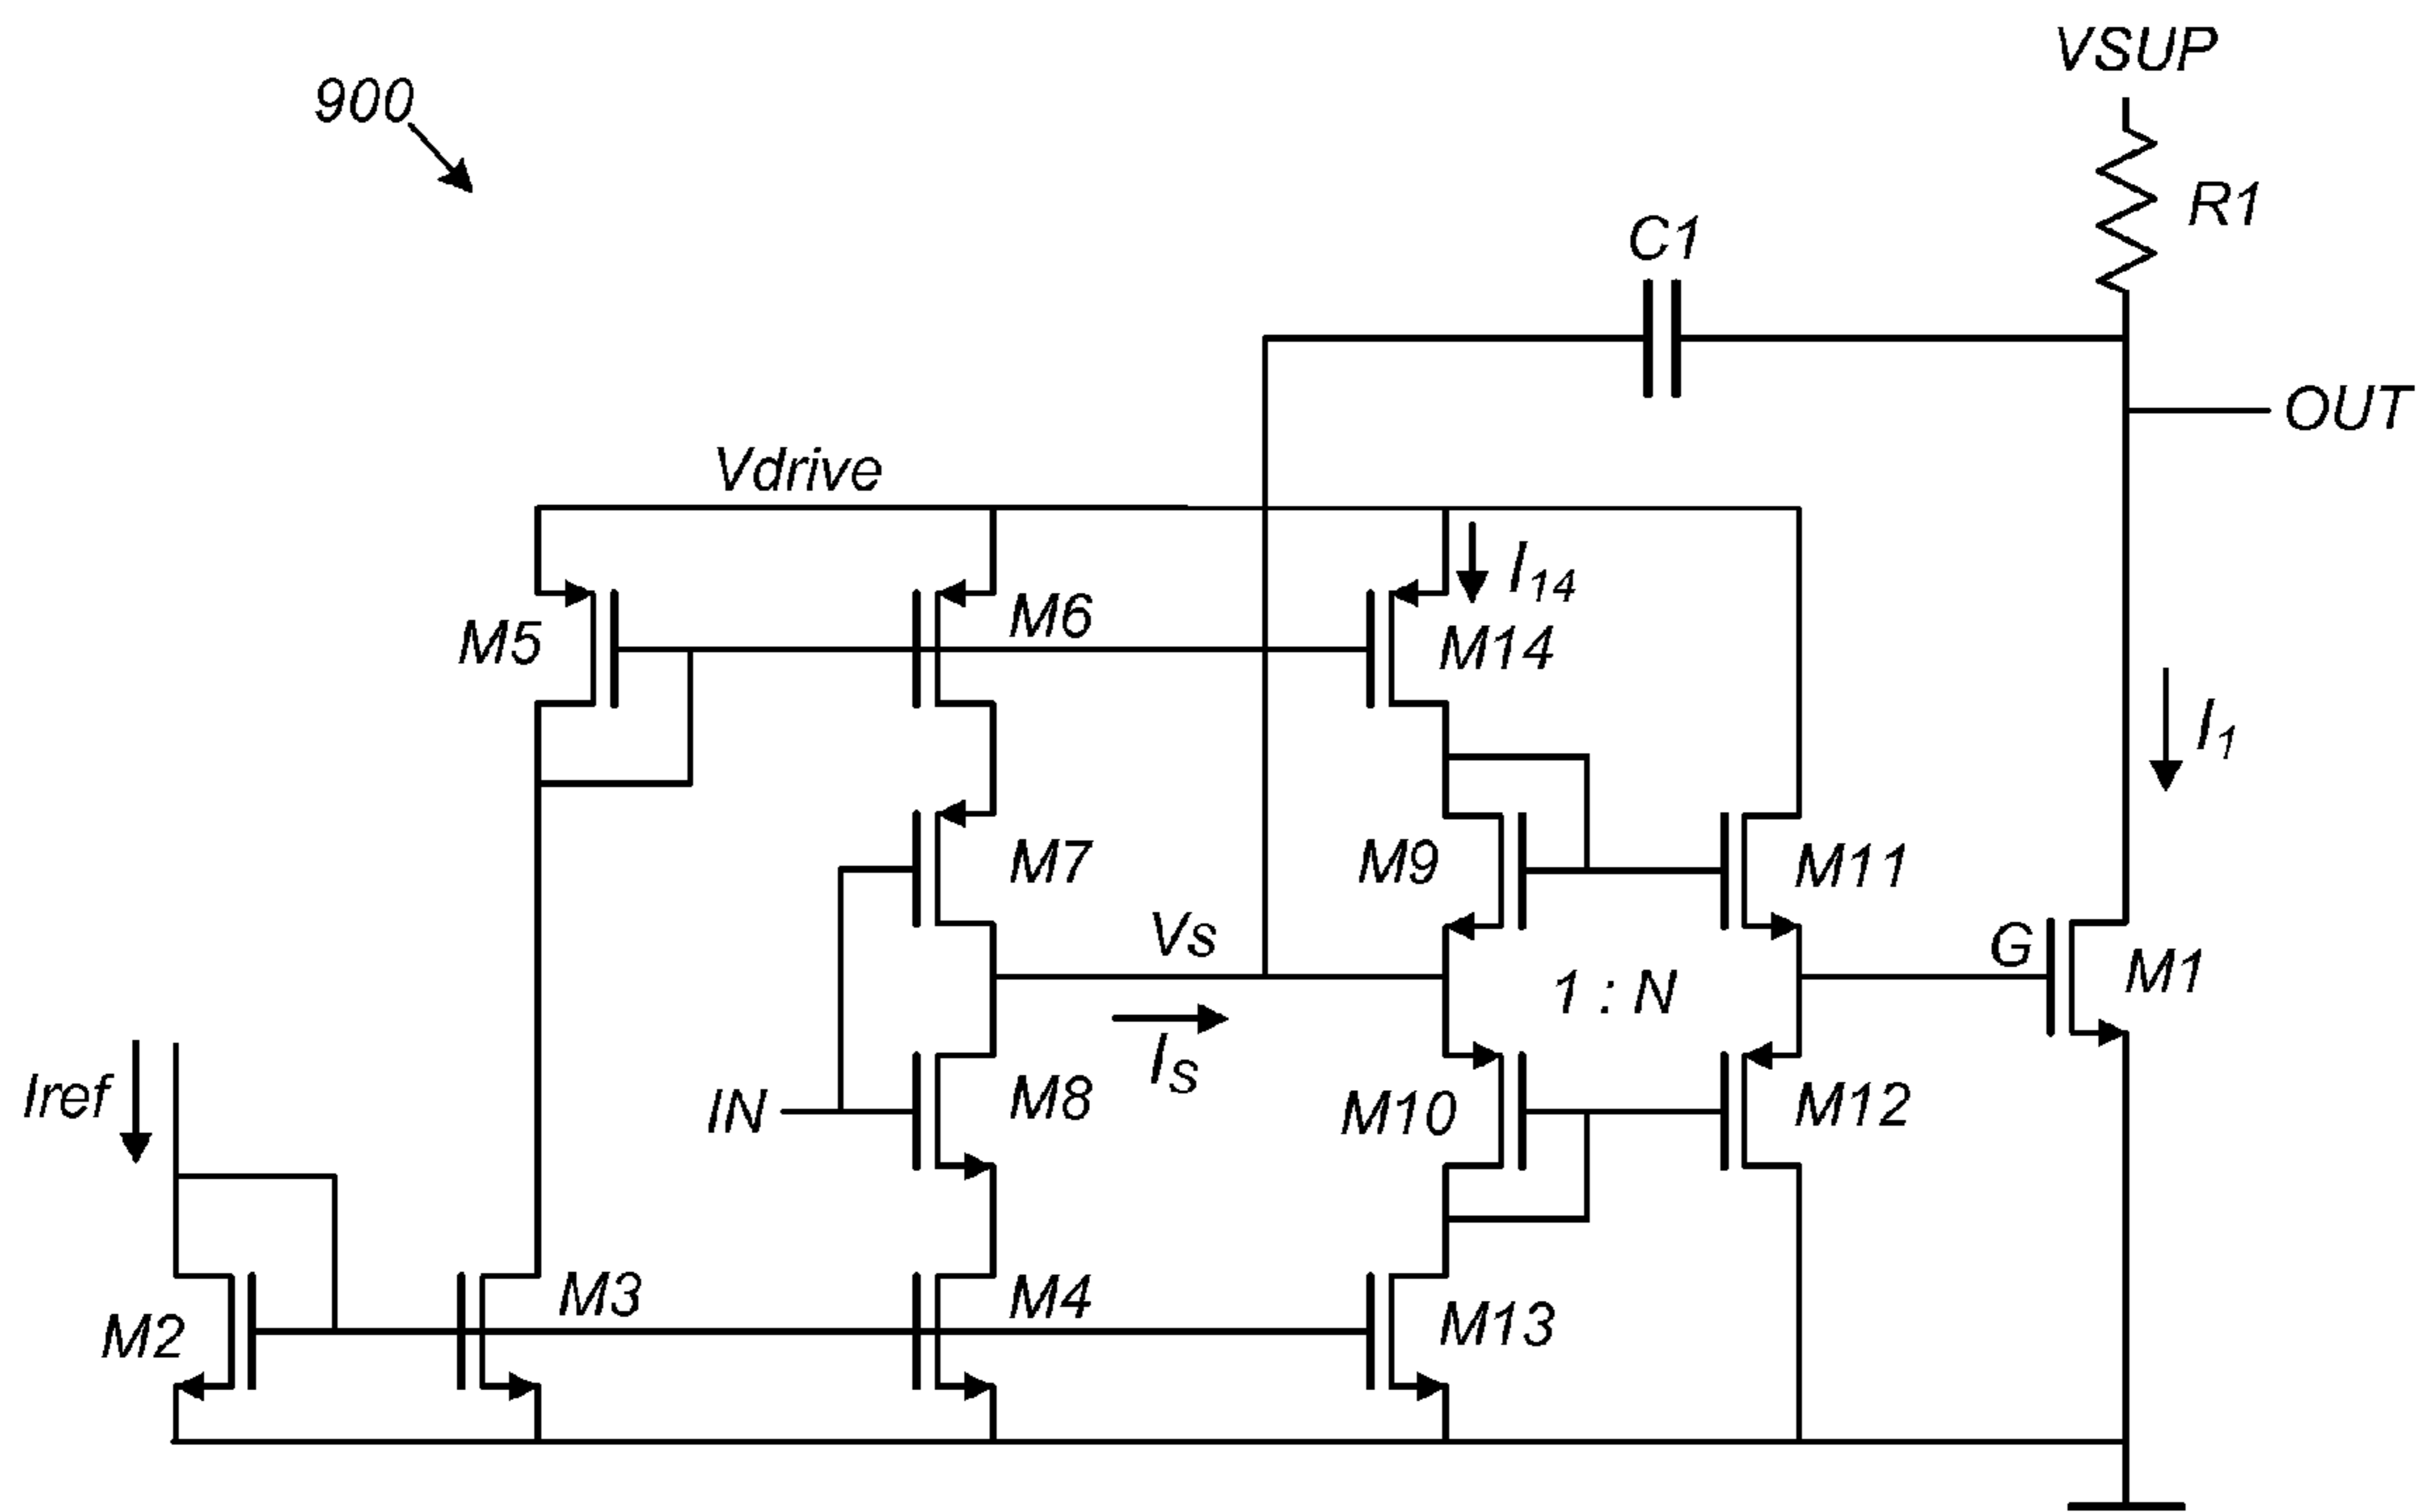 900
VSUP
R1
C1
OUT
Vdrive
I14
M5
M6
M14
I1
M7
M9
M11
Vs
G
M1
1 : N
Iref
IS
IN
M8
M10
M12
M2
M3
M4
M13